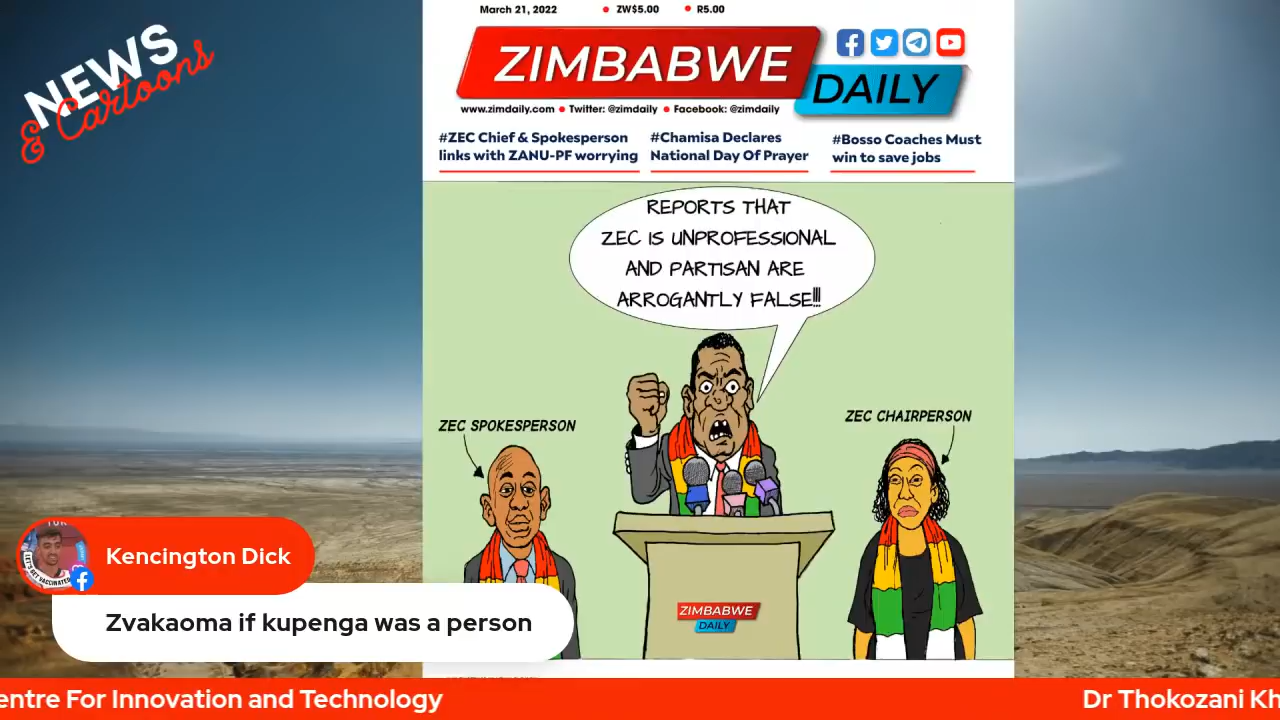 March 21, 2022 ● ZW$5.00 ● R5.00
NEWS
& Cartoons
ZIMBABWE
DAILY
www.zimdaily.com ● Twitter: @zimdaily ● Facebook: @zimdaily
#ZEC Chief & Spokesperson
links with ZANU-PF worrying
#Chamisa Declares
National Day Of Prayer
#Bosso Coaches Must
win to save jobs
REPORTS THAT
ZEC IS UNPROFESSIONAL
AND PARTISAN ARE
ARROGANTLY FALSE!!!
ZEC SPOKESPERSON
ZEC CHAIRPERSON
LET'S GET VACCINATED
Kencington Dick
Zvakaoma if kupenga was a person
ZIMBABWE
DAILY
entre For Innovation and Technology
Dr Thokozani Kh